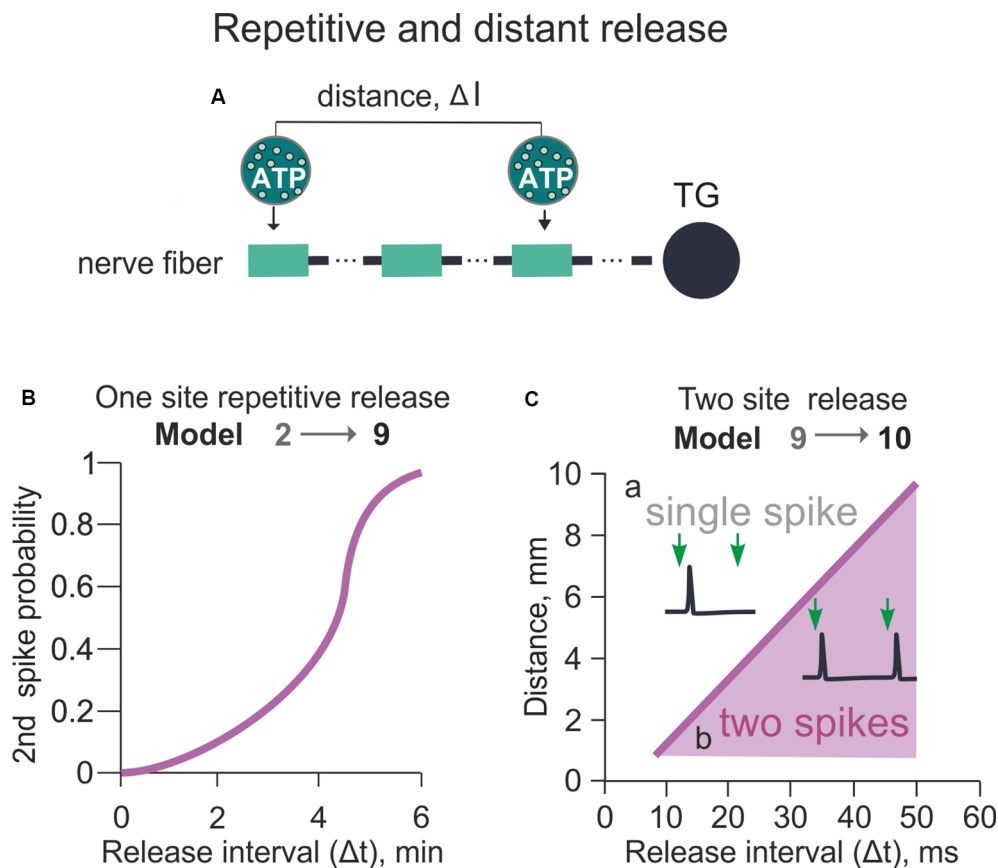 Repetitive and distant release
A
distance, Δl
ATP
ATP
TG
nerve fiber
B
One site repetitive release
Model 2 → 9
2nd spike probability
1
0.8
0.6
0.4
0.2
0
0 2 4 6
Release interval (Δt), min
C
Two site release
Model 9 → 10
Distance, mm
10
8
6
4
2
0
a
single spike
b
two spikes
0 10 20 30 40 50 60
Release interval (Δt), ms